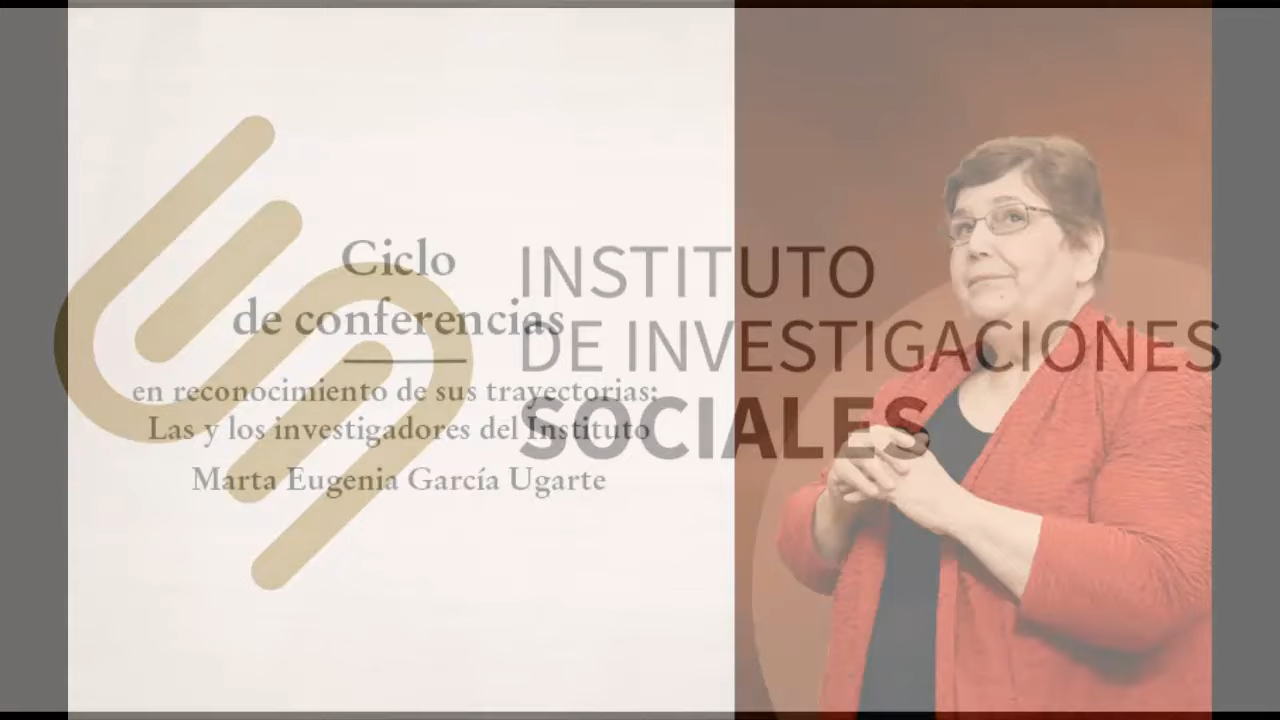 Ciclo
de conferencias
en reconocimiento de sus trayectorias:
Las y los investigadores del Instituto
Marta Eugenia García Ugarte
INSTITUTO
DE INVESTIGACIONES
SOCIALES